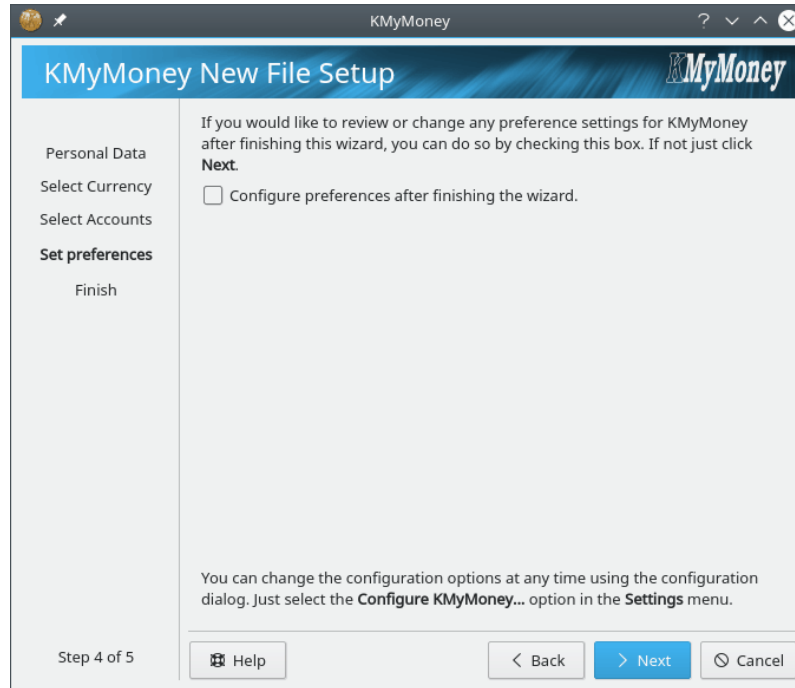 KMyMoney
KMyMoney New File Setup
KMyMoney
Personal Data
Select Currency
Select Accounts
Set preferences
Finish
If you would like to review or change any preference settings for KMyMoney
after finishing this wizard, you can do so by checking this box. If not just click
Next.
Configure preferences after finishing the wizard.
You can change the configuration options at any time using the configuration
dialog. Just select the Configure KMyMoney... option in the Settings menu.
Step 4 of 5
Help
Back
Next
Cancel